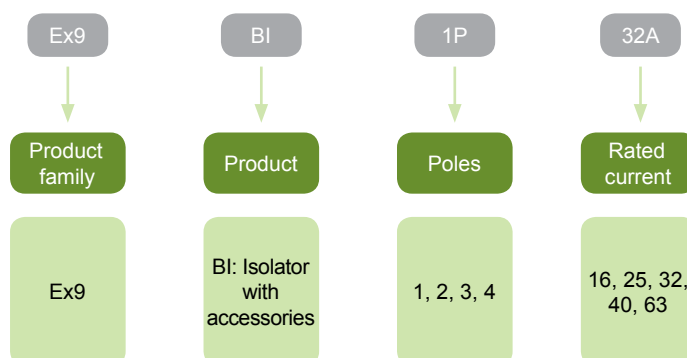 Ex9
BI
1P
32A
Product
family
Product
Poles
Rated
current
Ex9
BI: Isolator
with
accessories
1, 2, 3, 4
16, 25, 32,
40, 63